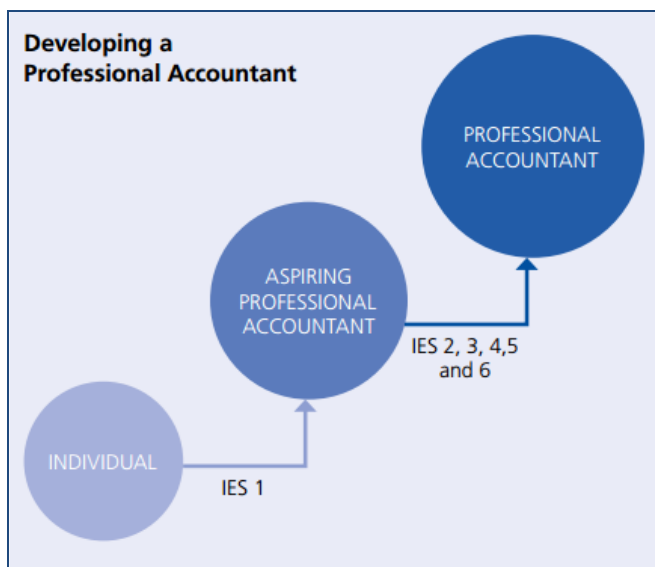 Developing a
Professional Accountant
PROFESSIONAL
ACCOUNTANT
ASPIRING
PROFESSIONAL
ACCOUNTANT
IES 2, 3, 4,5
and 6
INDIVIDUAL
IES 1